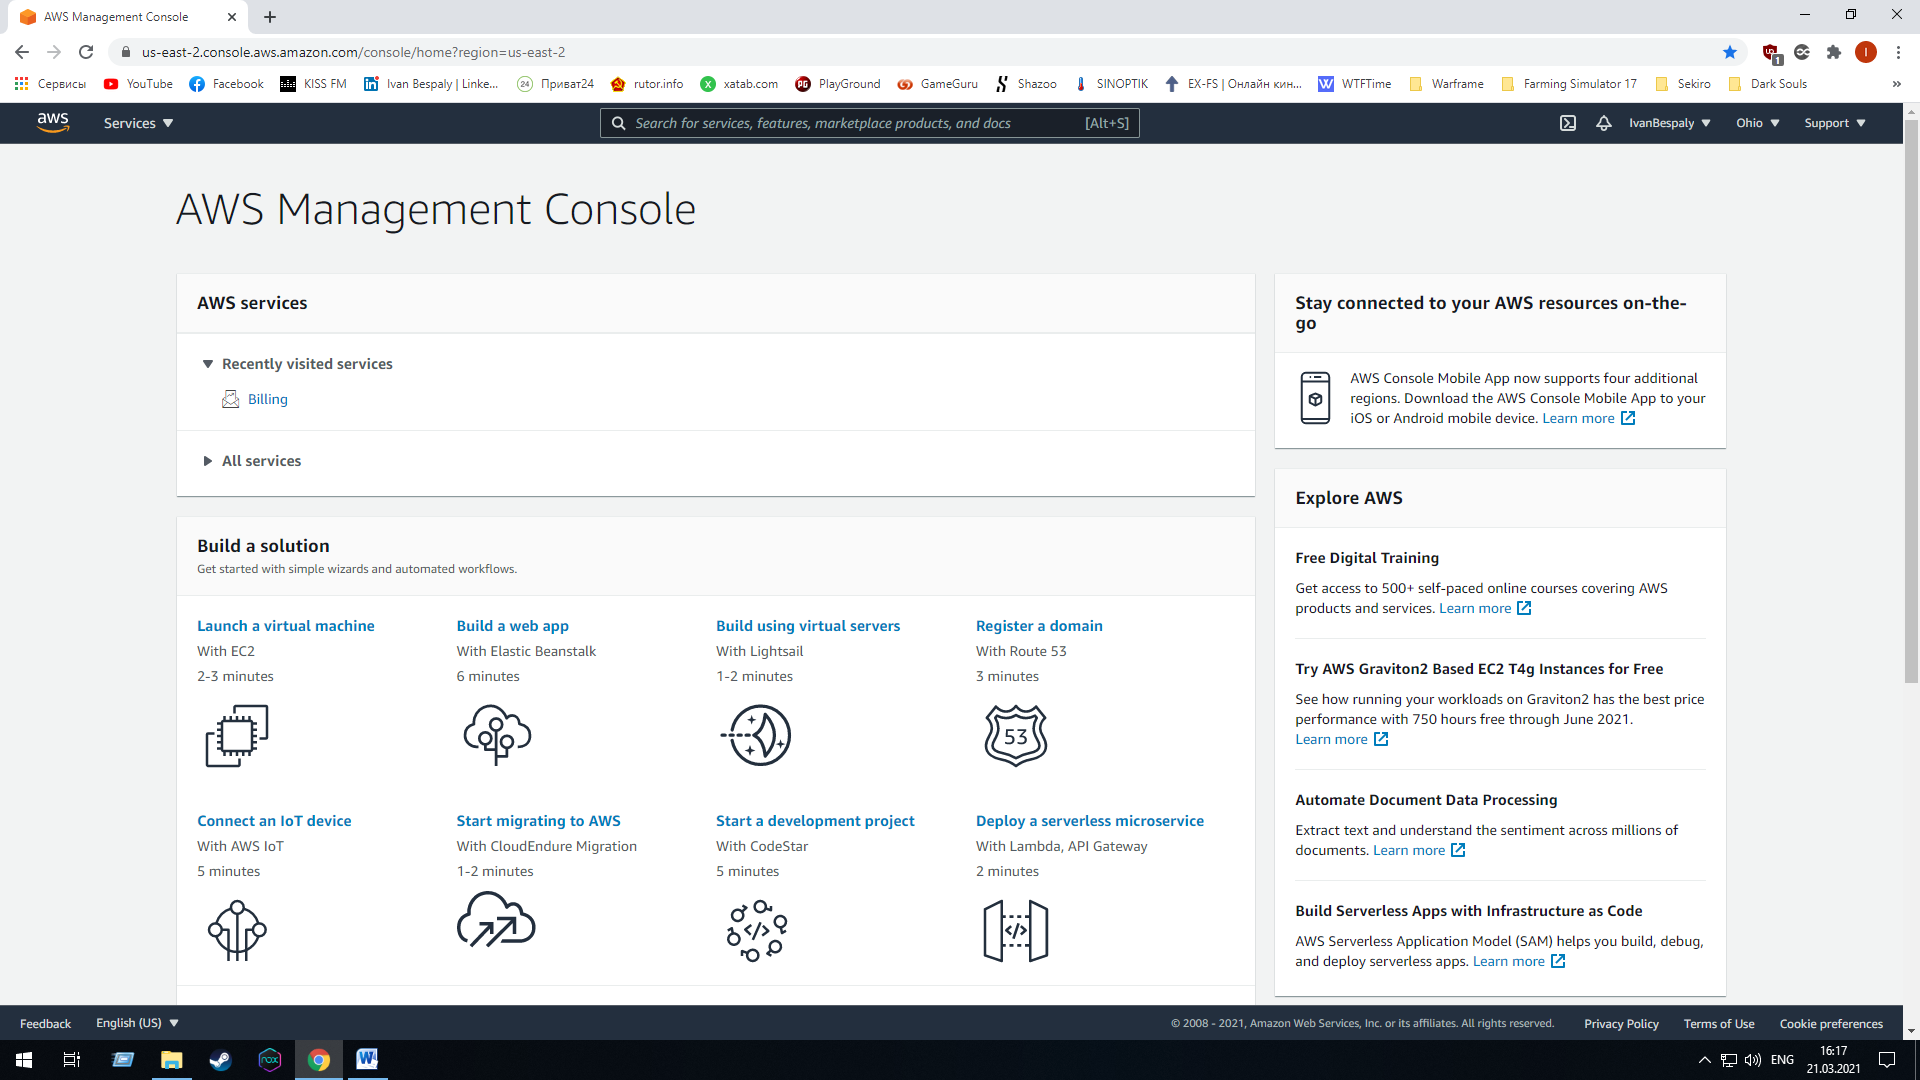 AWS Management Console
us-east-2.console.aws.amazon.com/console/home?region=us-east-2
1
I
Сервисы
YouTube
Facebook
KISS FM
Ivan Bespaly | Linke...
24
Приват24
rutor.info
xatab.com
PlayGround
GameGuru
Shazoo
SINOPTIK
EX-FS | Онлайн кин...
WTFTime
Warframe
Farming Simulator 17
Sekiro
Dark Souls
»
aws
Services
Search for services, features, marketplace products, and docs
[Alt+S]
IvanBespaly
Ohio
Support
AWS Management Console
AWS services
Recently visited services
Billing
All services
Build a solution
Get started with simple wizards and automated workflows.
Launch a virtual machine
With EC2
2-3 minutes
Build a web app
With Elastic Beanstalk
6 minutes
Build using virtual servers
With Lightsail
1-2 minutes
Register a domain
With Route 53
3 minutes
53
Connect an IoT device
With AWS IoT
5 minutes
Start migrating to AWS
With CloudEndure Migration
1-2 minutes
Start a development project
With CodeStar
5 minutes
</>
Deploy a serverless microservice
With Lambda, API Gateway
2 minutes
</>
Stay connected to your AWS resources on-the-
go
AWS Console Mobile App now supports four additional
regions. Download the AWS Console Mobile App to your
iOS or Android mobile device. Learn more
Explore AWS
Free Digital Training
Get access to 500+ self-paced online courses covering AWS
products and services. Learn more
Try AWS Graviton2 Based EC2 T4g Instances for Free
See how running your workloads on Graviton2 has the best price
performance with 750 hours free through June 2021.
Learn more
Automate Document Data Processing
Extract text and understand the sentiment across millions of
documents. Learn more
Build Serverless Apps with Infrastructure as Code
AWS Serverless Application Model (SAM) helps you build, debug,
and deploy serverless apps. Learn more
Feedback
English (US)
© 2008 - 2021, Amazon Web Services, Inc. or its affiliates. All rights reserved.
Privacy Policy
Terms of Use
Cookie preferences
ENG
16:17
21.03.2021